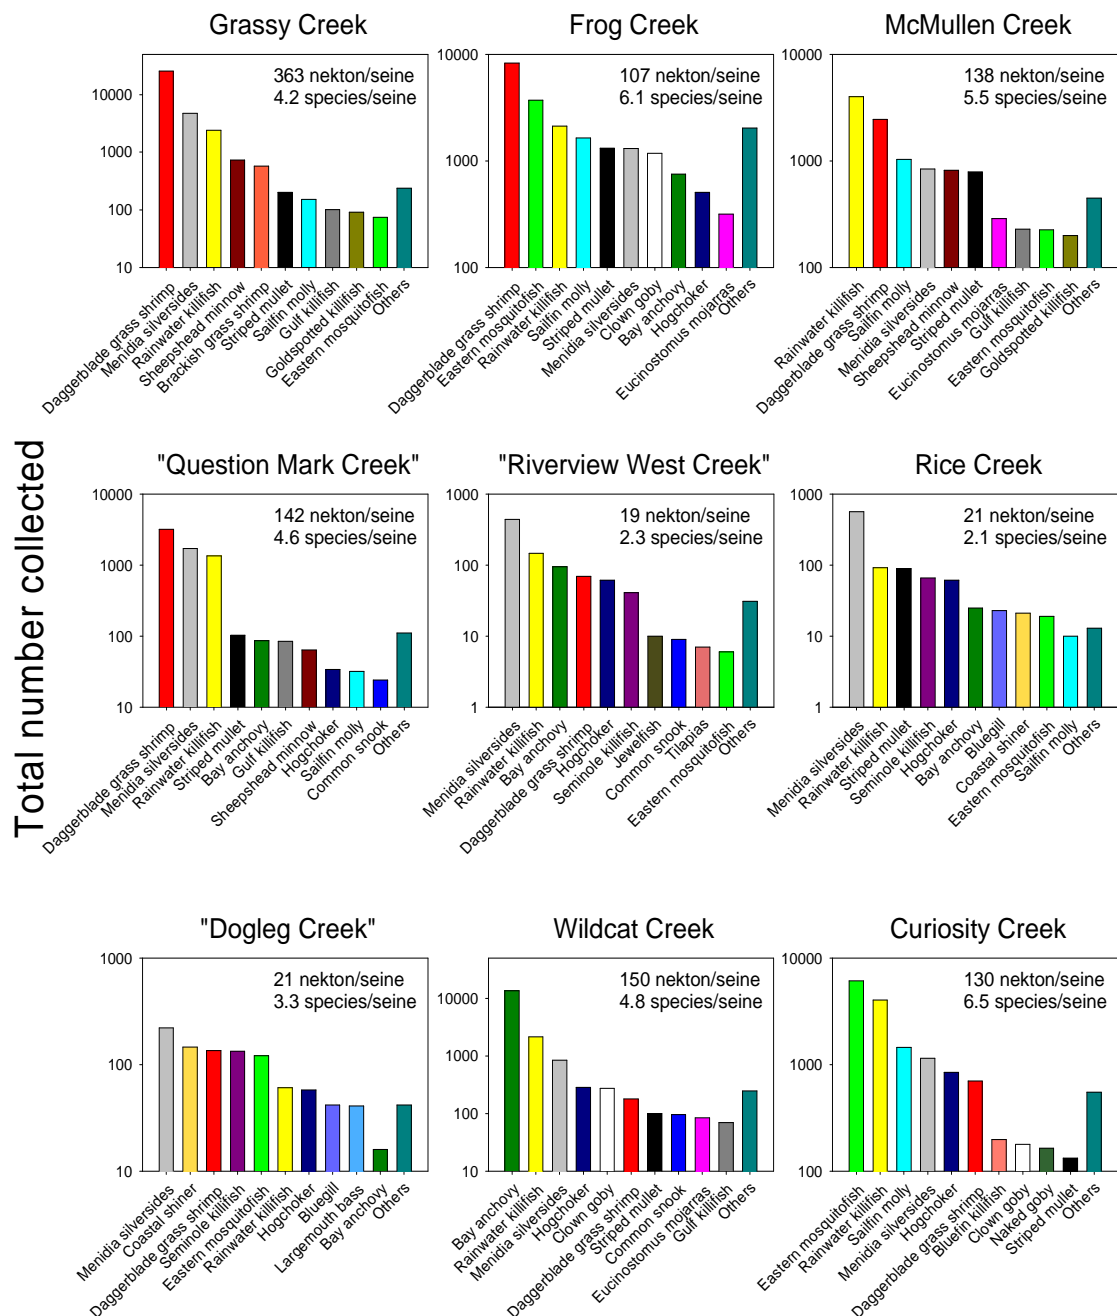 Total number collected
Grassy Creek
363 nekton/seine
4.2 species/seine
10000
1000
100
10
Daggerblade grass shrimp
Menidia silversides
Rainwater killifish
Sheepshead minnow
Brackish grass shrimp
Striped mullet
Sailfin molly
Gulf killifish
Goldspotted killifish
Eastern mosquitofish
Others
Frog Creek
107 nekton/seine
6.1 species/seine
10000
1000
100
Daggerblade grass shrimp
Eastern mosquitofish
Rainwater killifish
Sailfin molly
Striped mullet
Menidia silversides
Clown goby
Bay anchovy
Hogchoker
Eucinostomus mojarras
Others
McMullen Creek
138 nekton/seine
5.5 species/seine
10000
1000
100
Rainwater killifish
Daggerblade grass shrimp
Sailfin molly
Menidia silversides
Sheepshead minnow
Striped mullet
Eucinostomus mojarras
Gulf killifish
Eastern mosquitofish
Goldspotted killifish
Others
"Question Mark Creek"
142 nekton/seine
4.6 species/seine
10000
1000
100
10
Daggerblade grass shrimp
Menidia silversides
Rainwater killifish
Striped mullet
Bay anchovy
Gulf killifish
Sheepshead minnow
Hogchoker
Sailfin molly
Common snook
Others
"Riverview West Creek"
19 nekton/seine
2.3 species/seine
1000
100
10
1
Menidia silversides
Rainwater killifish
Bay anchovy
Daggerblade grass shrimp
Hogchoker
Seminole killifish
Jewelfish
Common snook
Tilapias
Eastern mosquitofish
Others
Rice Creek
21 nekton/seine
2.1 species/seine
1000
100
10
1
Menidia silversides
Rainwater killifish
Striped mullet
Seminole killifish
Hogchoker
Bay anchovy
Bluegill
Coastal shiner
Eastern mosquitofish
Sailfin molly
Others
"Dogleg Creek"
21 nekton/seine
3.3 species/seine
1000
100
10
Menidia silversides
Coastal shiner
Daggerblade grass shrimp
Seminole killifish
Eastern mosquitofish
Rainwater killifish
Hogchoker
Bluegill
Largemouth bass
Bay anchovy
Others
Wildcat Creek
150 nekton/seine
4.8 species/seine
10000
1000
100
10
Bay anchovy
Rainwater killifish
Menidia silversides
Hogchoker
Clown goby
Daggerblade grass shrimp
Striped mullet
Common snook
Eucinostomus mojarras
Gulf killifish
Others
Curiosity Creek
130 nekton/seine
6.5 species/seine
10000
1000
100
Eastern mosquitofish
Rainwater killifish
Sailfin molly
Menidia silversides
Hogchoker
Daggerblade grass shrimp
Bluefin killifish
Clown goby
Naked goby
Striped mullet
Others